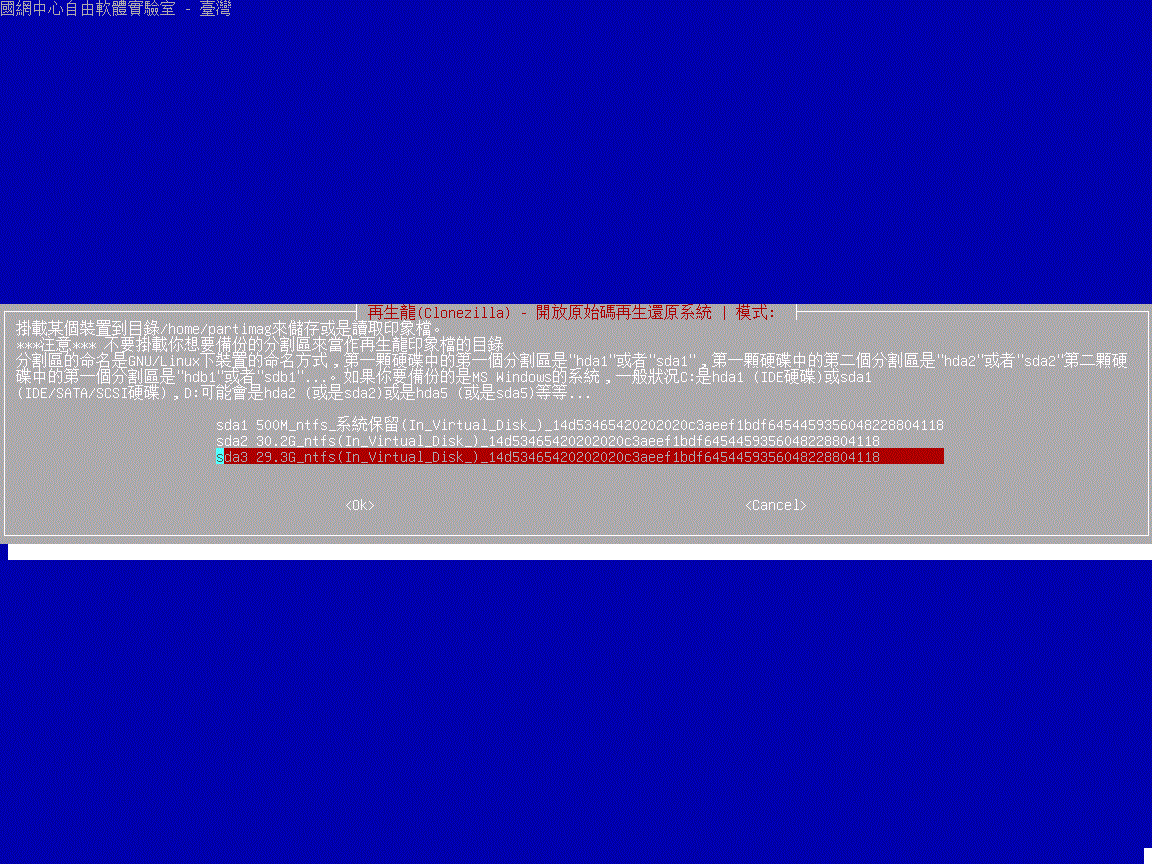 國網中心自由軟體實驗室 - 臺灣
再生龍(Clonezilla) - 開放原始碼再生還原系統 | 模式:
掛載某個裝置到目錄/home/partimag來儲存或是讀取印象檔。
***注意*** 不要掛載你想要備份的分割區來當作再生龍印象檔的目錄
分割區的命名是GNU/Linux下裝置的命名方式，第一顆硬碟中的第一個分割區是"hda1"或者"sda1"，第一顆硬碟中的第二個分割區是"hda2"或者"sda2"第二顆硬
碟中的第一個分割區是"hdb1"或者"sdb1"...。如果你要備份的是MS Windows的系統，一般狀況C:是hda1 (IDE硬碟)或sda1
(IDE/SATA/SCSI硬碟)，D:可能會是hda2 (或是sda2)或是hda5 (或是sda5)等等...
sda1 500M_ntfs_系統保留(In_Virtual_Disk_)_14d53465420202020c3aeef1bdf6454459356048228804118
sda2 30.2G_ntfs(In_Virtual_Disk_)_14d53465420202020c3aeef1bdf6454459356048228804118
sda3 29.3G_ntfs(In_Virtual_Disk_)_14d53465420202020c3aeef1bdf6454459356048228804118
<Ok> <Cancel>